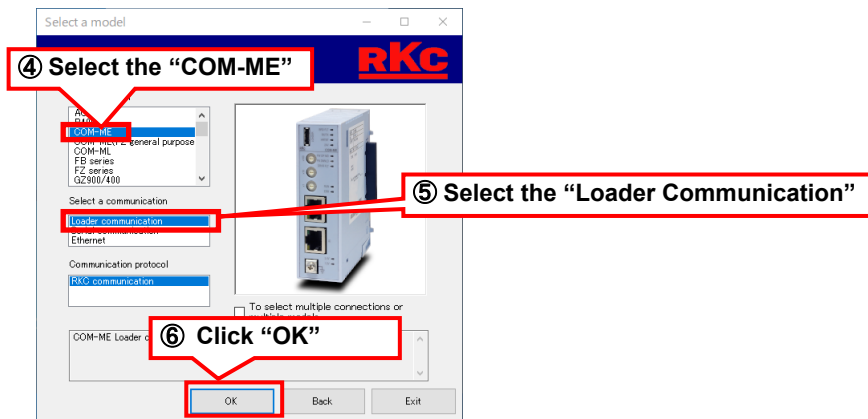 Select a model
RKC
④ Select the “COM-ME”
COM-ME
general purpose
COM-ML
FB series
FZ series
GZ900/400
⑤ Select the “Loader Communication”
Select a communication
Loader communication
Ethernet
Communication protocol
RKC communication
To select multiple connections or
⑥ Click “OK”
COM-ME Loader
OK
Back
Exit